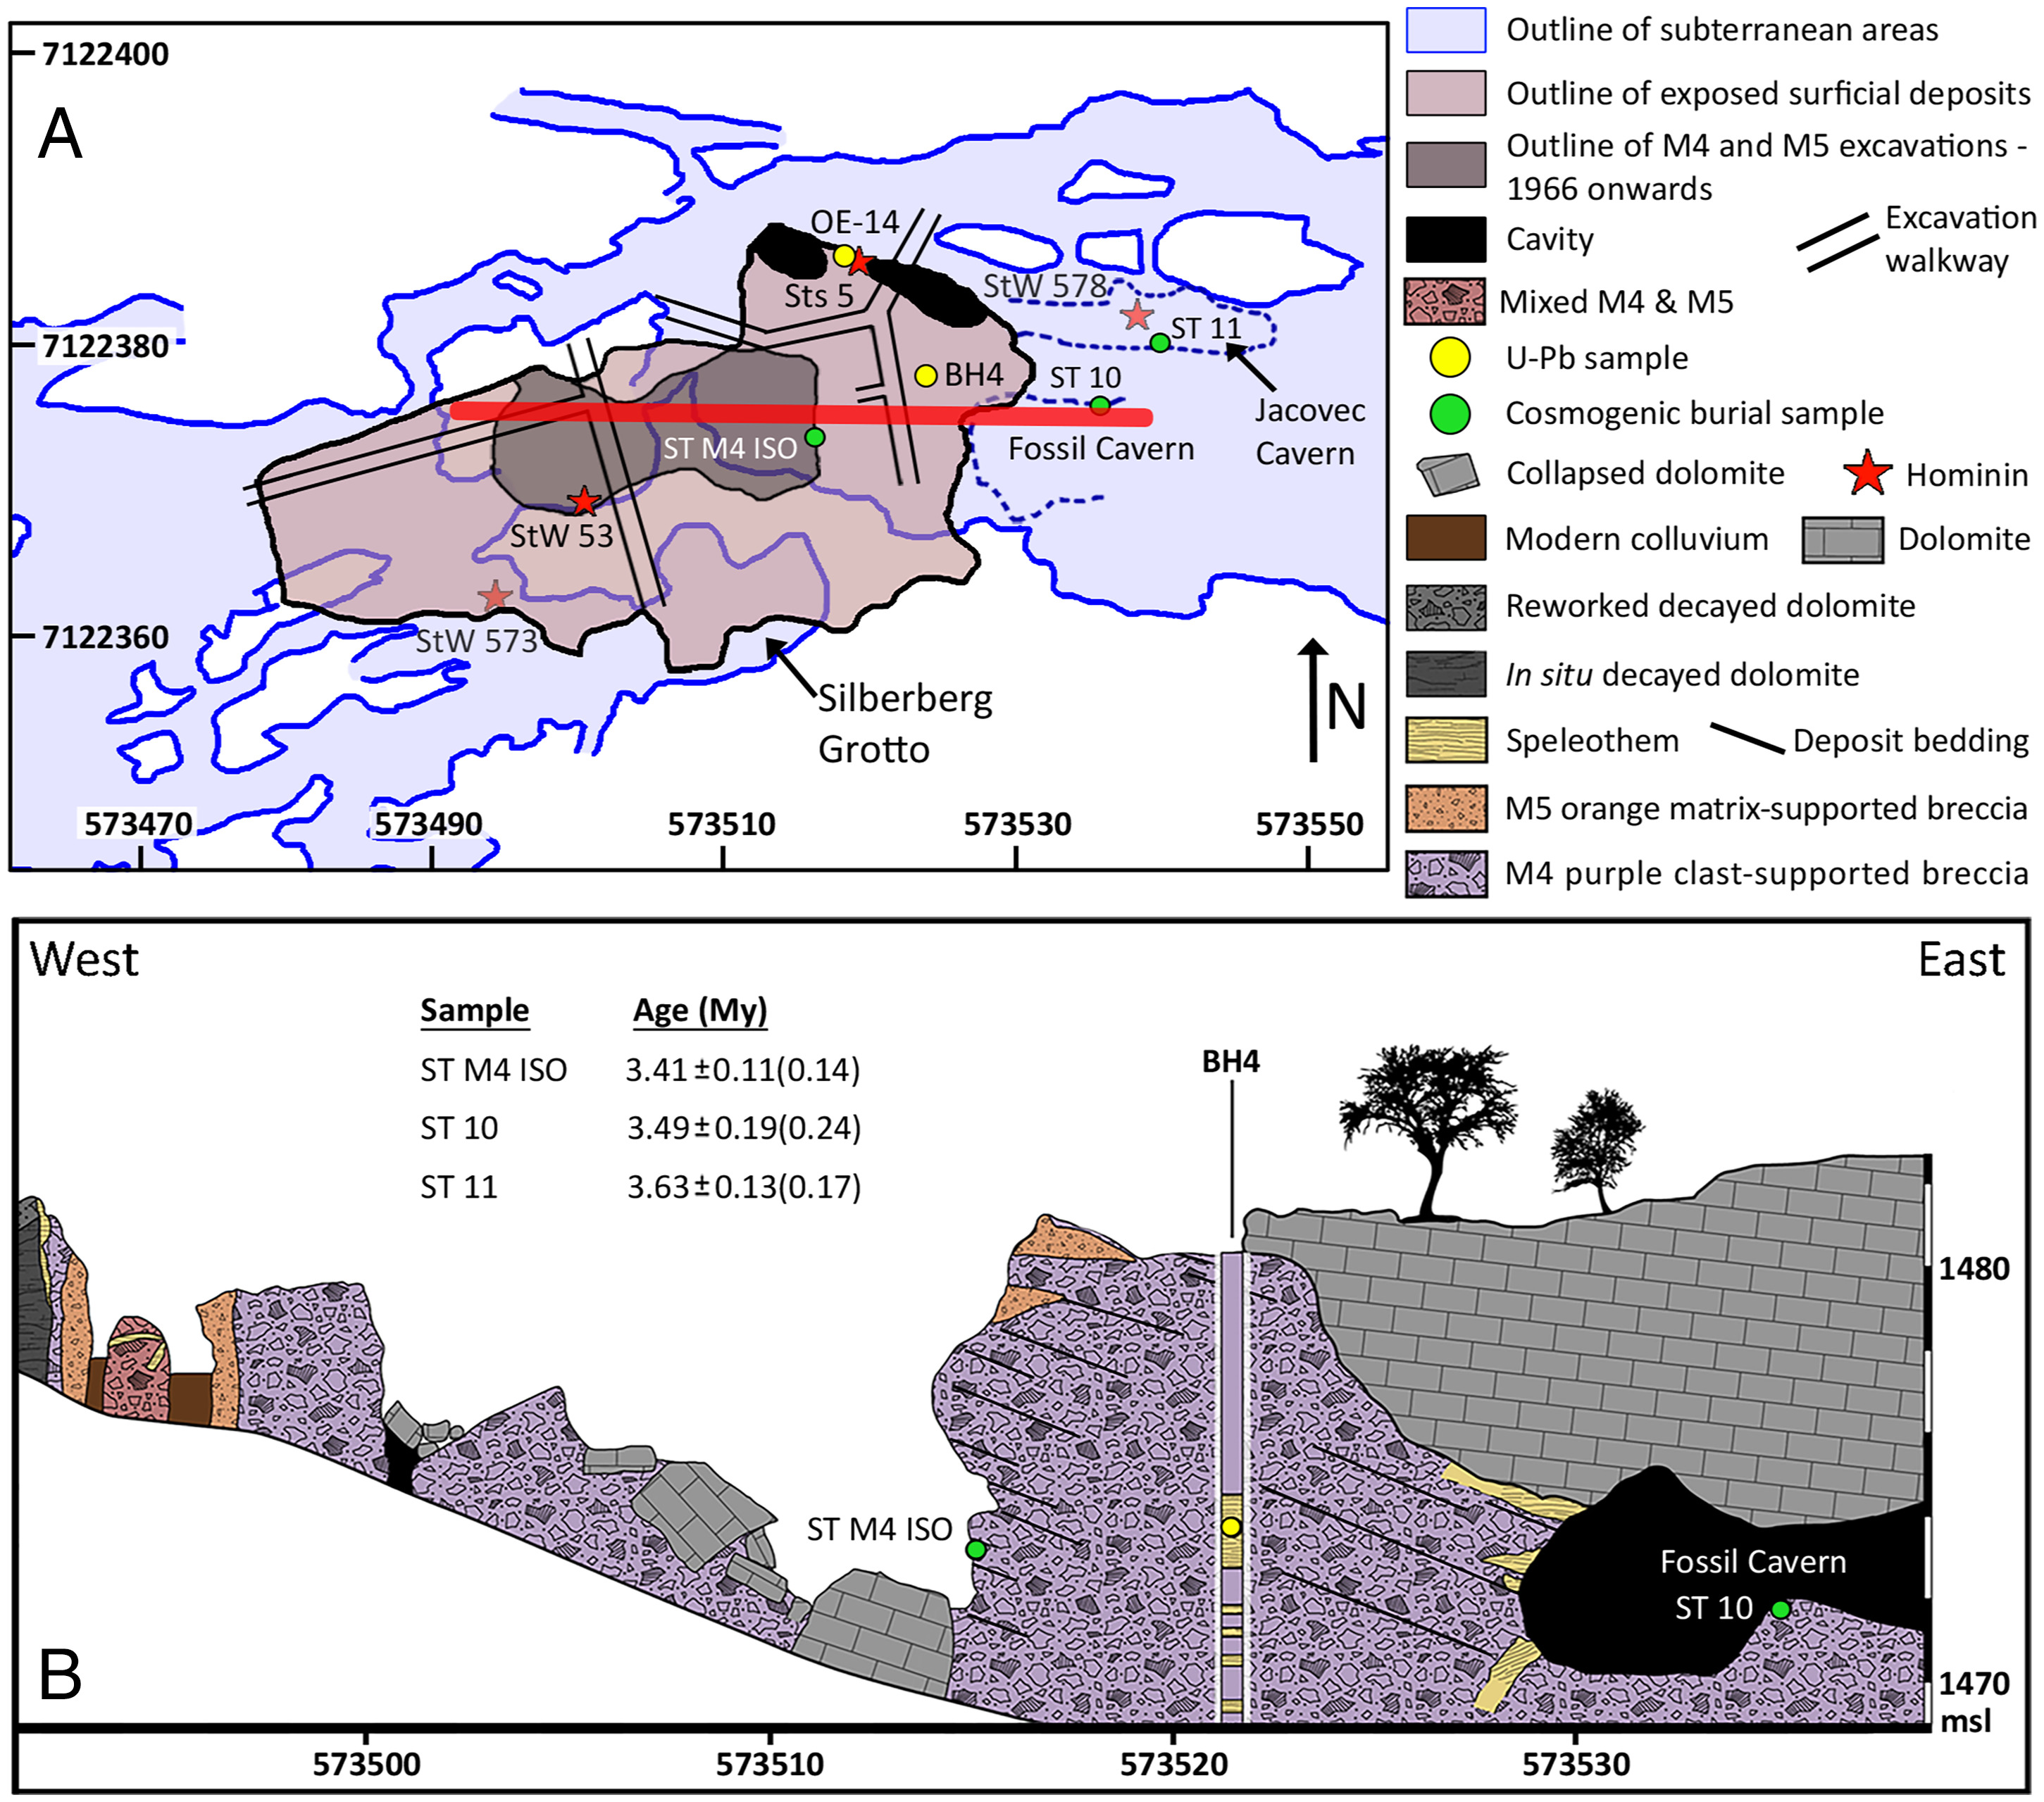 7122400
A
7122380
7122360
573470
573490
573510
573530
573550
OE-14
Sts 5
StW 578
ST 11
BH4
ST 10
Jacovec
Cavern
Fossil Cavern
ST M4 ISO
StW 53
StW 573
Silberberg
Grotto
N
Outline of subterranean areas
Outline of exposed surficial deposits
Outline of M4 and M5 excavations -
1966 onwards
Cavity
Excavation
walkway
Mixed M4 & M5
U-Pb sample
Cosmogenic burial sample
Collapsed dolomite
Hominin
Modern colluvium
Dolomite
Reworked decayed dolomite
In situ decayed dolomite
Speleothem
Deposit bedding
M5 orange matrix-supported breccia
M4 purple clast-supported breccia
West
East
Sample Age (My)
ST M4 ISO 3.41±0.11(0.14)
ST 10 3.49±0.19(0.24)
ST 11 3.63±0.13(0.17)
BH4
1480
ST M4 ISO
Fossil Cavern
ST 10
B
1470
msl
573500
573510
573520
573530